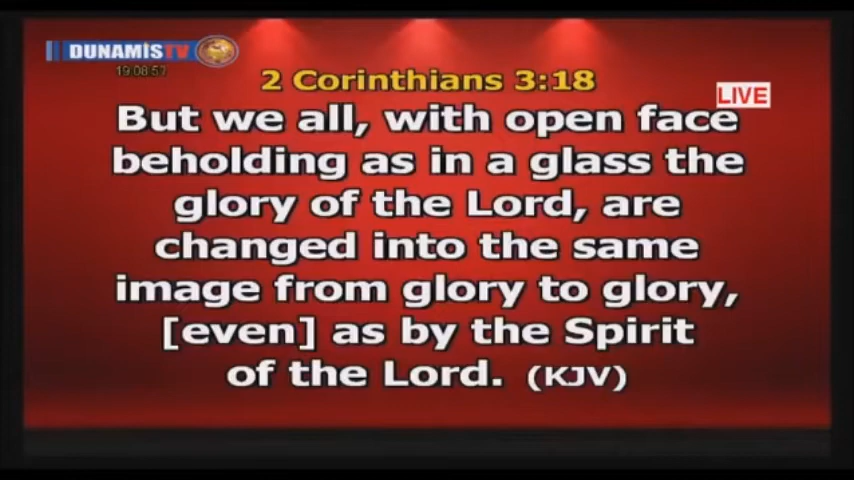 DUNAMIS TV
19:08:57
2 Corinthians 3:18
LIVE
But we all, with open face
beholding as in a glass the
glory of the Lord, are
changed into the same
image from glory to glory,
[even] as by the Spirit
of the Lord. (KJV)